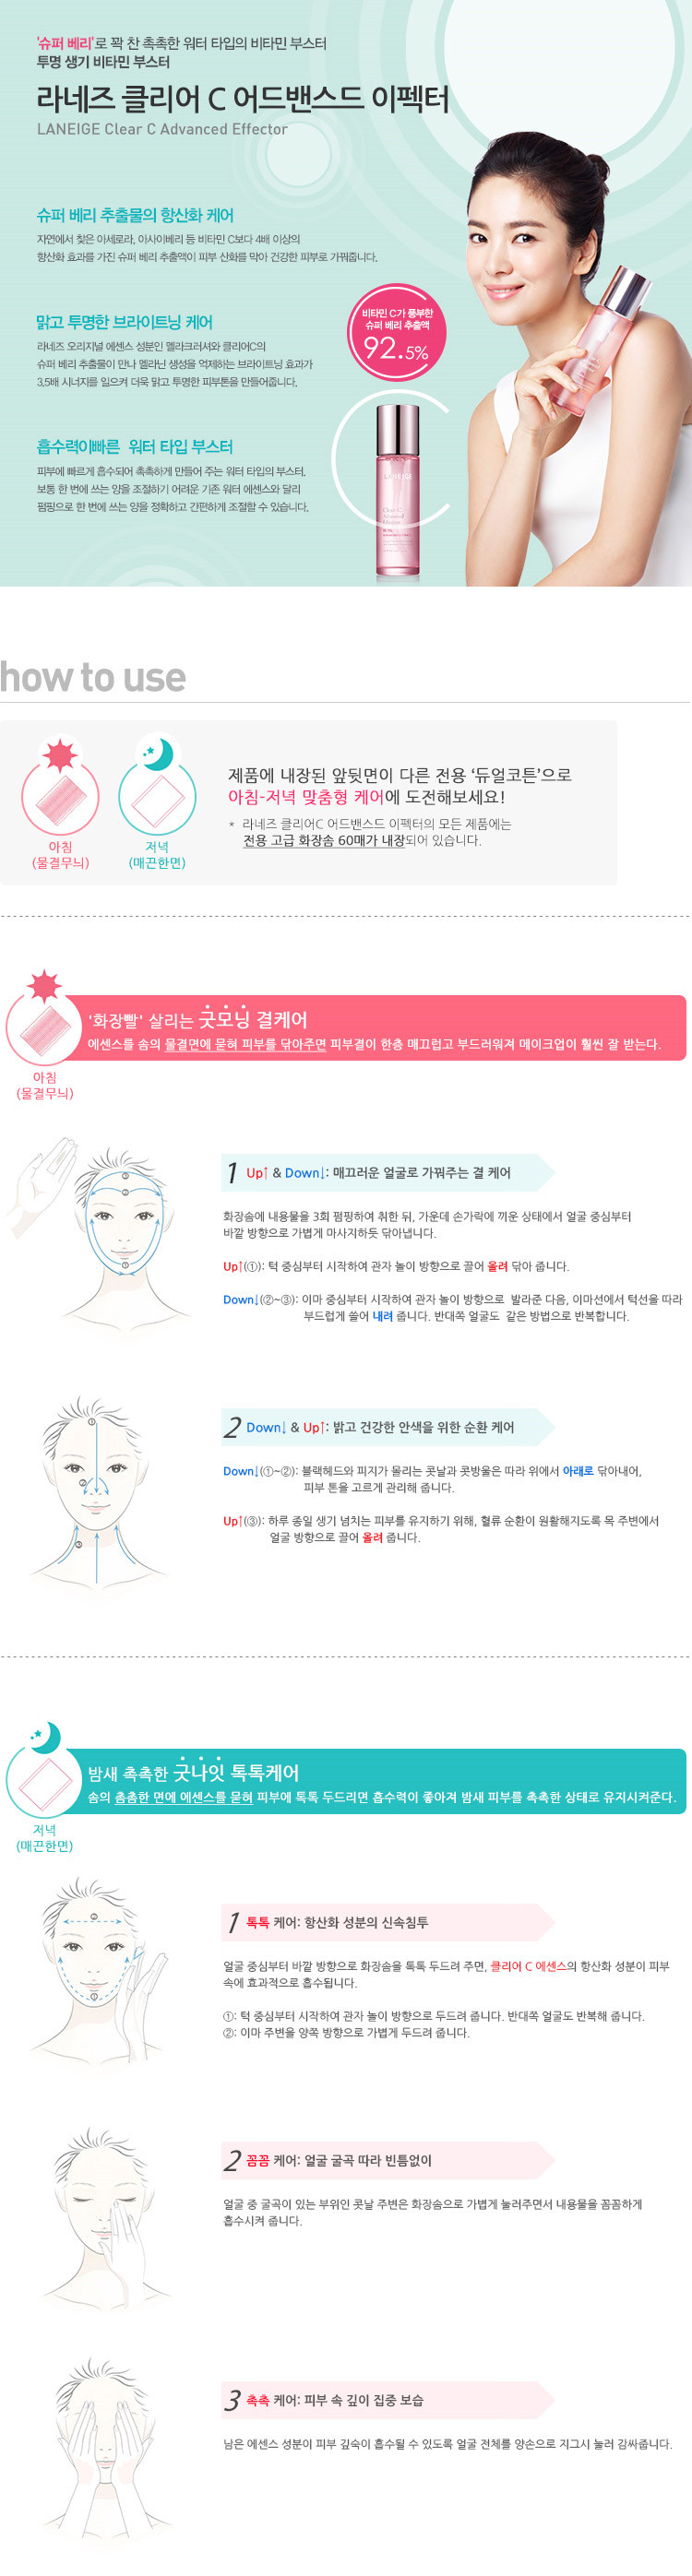 '슈퍼 베리'로 꽉 찬 촉촉한 워터 타입의 비타민 부스터
투명 생기 비타민 부스터
라네즈 클리어 C 어드밴스드 이펙터
LANEIGE Clear C Advanced Effector
슈퍼 베리 추출물의 항산화 케어
자연에서 찾은 아세로라, 아사이베리 등 비타민 C보다 4배 이상의
항산화 효과를 가진 슈퍼 베리 추출액이 피부 산화를 막아 건강한 피부로 가꿔줍니다.
맑고 투명한 브라이트닝 케어
라네즈 오리지널 에센스 성분인 멜라크러셔와 클리어C의
슈퍼 베리 추출물이 만나 멜라닌 생성을 억제하는 브라이트닝 효과가
3.5배 시너지를 일으켜 더욱 맑고 투명한 피부톤을 만들어줍니다.
비타민 C가 풍부한
슈퍼 베리 추출액
92.5%
흡수력이빠른 워터 타입 부스터
피부에 빠르게 흡수되어 촉촉하게 만들어 주는 워터 타입의 부스터.
보통 한 번에 쓰는 양을 조절하기 어려운 기존 워터 에센스와 달리
펌핑으로 한 번에 쓰는 양을 정확하고 간편하게 조절할 수 있습니다.
LANEIGE
Clear C
Advanced
Effector
how to use
제품에 내장된 앞뒷면이 다른 전용 '듀얼코튼'으로
아침-저녁 맞춤형 케어에 도전해보세요!
* 라네즈 클리어C 어드밴스드 이펙터의 모든 제품에는
전용 고급 화장솜 60매가 내장되어 있습니다.
아침
(물결무늬)
저녁
(매끈한면)
'화장빨' 살리는 굿모닝 결케어
에센스를 솜의 물결면에 묻혀 피부를 닦아주면 피부결이 한층 매끄럽고 부드러워져 메이크업이 훨씬 잘 받는다.
아침
(물결무늬)
1 Up↑ & Down↓: 매끄러운 얼굴로 가꿔주는 결 케어
화장솜에 내용물을 3회 펌핑하여 취한 뒤, 가운데 손가락에 끼운 상태에서 얼굴 중심부터
바깥 방향으로 가볍게 마사지하듯 닦아냅니다.
Up↑(①): 턱 중심부터 시작하여 관자 놀이 방향으로 끌어 올려 닦아 줍니다.
Down↓(②~③): 이마 중심부터 시작하여 관자 놀이 방향으로 발라준 다음, 이마선에서 턱선을 따라
부드럽게 쓸어 내려 줍니다. 반대쪽 얼굴도 같은 방법으로 반복합니다.
2 Down↓ & Up↑: 밝고 건강한 안색을 위한 순환 케어
Down↓(①~②): 블랙헤드와 피지가 몰리는 콧날과 콧방울은 따라 위에서 아래로 닦아내어,
피부 톤을 고르게 관리해 줍니다.
Up↑(③): 하루 종일 생기 넘치는 피부를 유지하기 위해, 혈류 순환이 원활해지도록 목 주변에서
얼굴 방향으로 끌어 올려 줍니다.
밤새 촉촉한 굿나잇 톡톡케어
솜의 촘촘한 면에 에센스를 묻혀 피부에 톡톡 두드리면 흡수력이 좋아져 밤새 피부를 촉촉한 상태로 유지시켜준다.
저녁
(매끈한면)
1 톡톡 케어: 항산화 성분의 신속침투
얼굴 중심부터 바깥 방향으로 화장솜을 톡톡 두드려 주면, 클리어 C 에센스의 항산화 성분이 피부
속에 효과적으로 흡수됩니다.
①: 턱 중심부터 시작하여 관자 놀이 방향으로 두드려 줍니다. 반대쪽 얼굴도 반복해 줍니다.
②: 이마 주변을 양쪽 방향으로 가볍게 두드려 줍니다.
2 꼼꼼 케어: 얼굴 굴곡 따라 빈틈없이
얼굴 중 굴곡이 있는 부위인 콧날 주변은 화장솜으로 가볍게 눌러주면서 내용물을 꼼꼼하게
흡수시켜 줍니다.
3 촉촉 케어: 피부 속 깊이 집중 보습
남은 에센스 성분이 피부 깊숙이 흡수될 수 있도록 얼굴 전체를 양손으로 지그시 눌러 감싸줍니다.